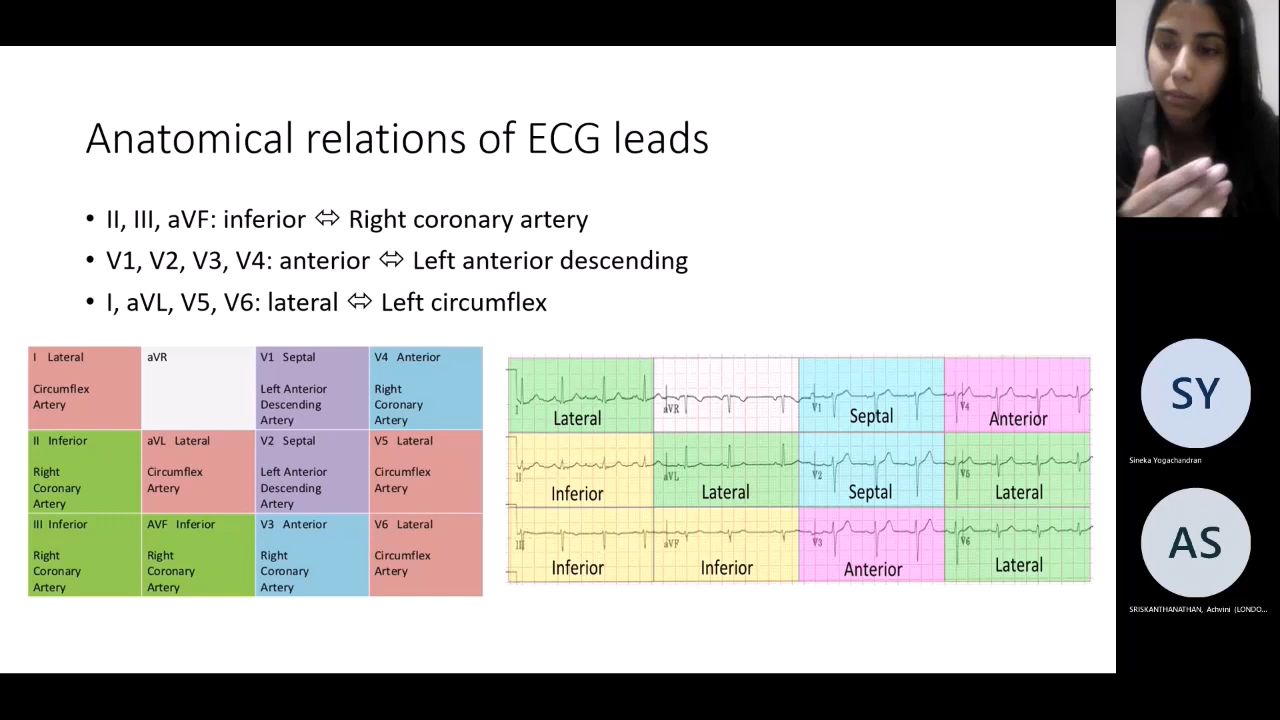 Anatomical relations of ECG leads
• II, III, aVF: inferior ⬄ Right coronary artery
• V1, V2, V3, V4: anterior ⬄ Left anterior descending
• I, aVL, V5, V6: lateral ⬄ Left circumflex
I Lateral
Circumflex
Artery
aVR
V1 Septal
Left Anterior
Descending
Artery
V4 Anterior
Right
Coronary
Artery
II Inferior
Right
Coronary
Artery
aVL Lateral
Circumflex
Artery
V2 Septal
Left Anterior
Descending
Artery
V5 Lateral
Circumflex
Artery
III Inferior
Right
Coronary
Artery
AVF Inferior
Right
Coronary
Artery
V3 Anterior
Right
Coronary
Artery
V6 Lateral
Circumflex
Artery
I
Lateral
aVR
V1
Septal
V4
Anterior
II
Inferior
aVL
Lateral
V2
Septal
V5
Lateral
III
Inferior
aVF
Inferior
V3
Anterior
V6
Lateral
SY
Sineka Yogachandran
AS
SRISKANTHANATHAN, Achvini (LONDO...